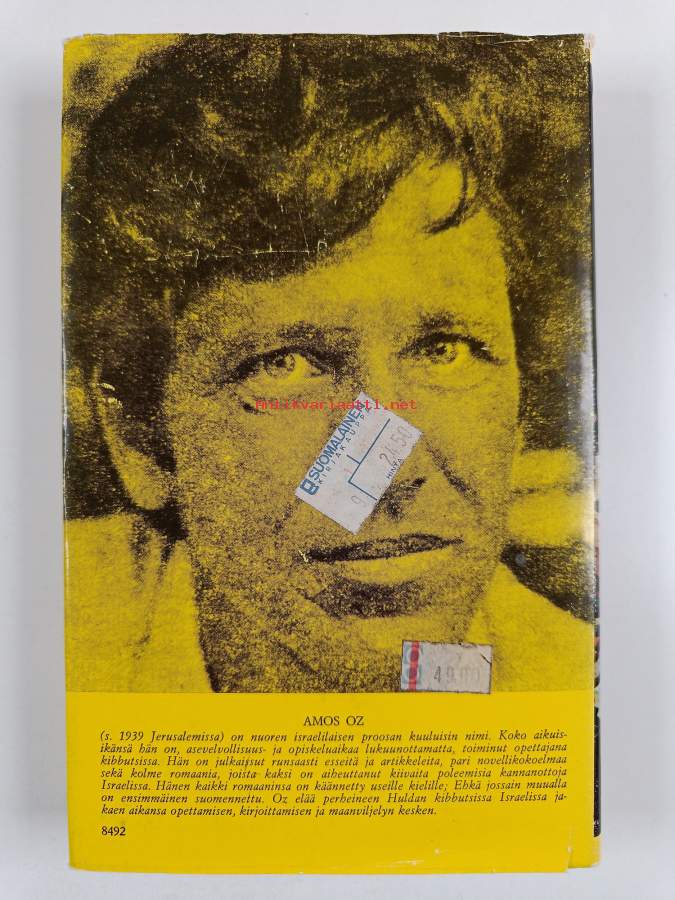 antikvariaatti.net
SUOMALAINEN
KIRJAKAUPPA
1
9
24.50
HINTA
49.00
AMOS OZ
(s. 1939 Jerusalemissa) on nuoren israelilaisen proosan kuuluisin nimi. Koko aikuis-
ikänsä hän on, asevelvollisuus- ja opiskeluaikaa lukuunottamatta, toiminut opettajana
kibbutsissa. Hän on julkaissut runsaasti esseitä ja artikkeleita, pari novellikokoelmaa
sekä kolme romaania, joista kaksi on aiheuttanut kiivaita poleemisia kannanottoja
Israelissa. Hänen kaikki romaaninsa on käännetty useille kielille; Ehkä jossain muualla
on ensimmäinen suomennettu. Oz elää perheineen Huldan kibbutsissa Israelissa ja-
kaen aikansa opettamisen, kirjoittamisen ja maanviljelyn kesken.
8492